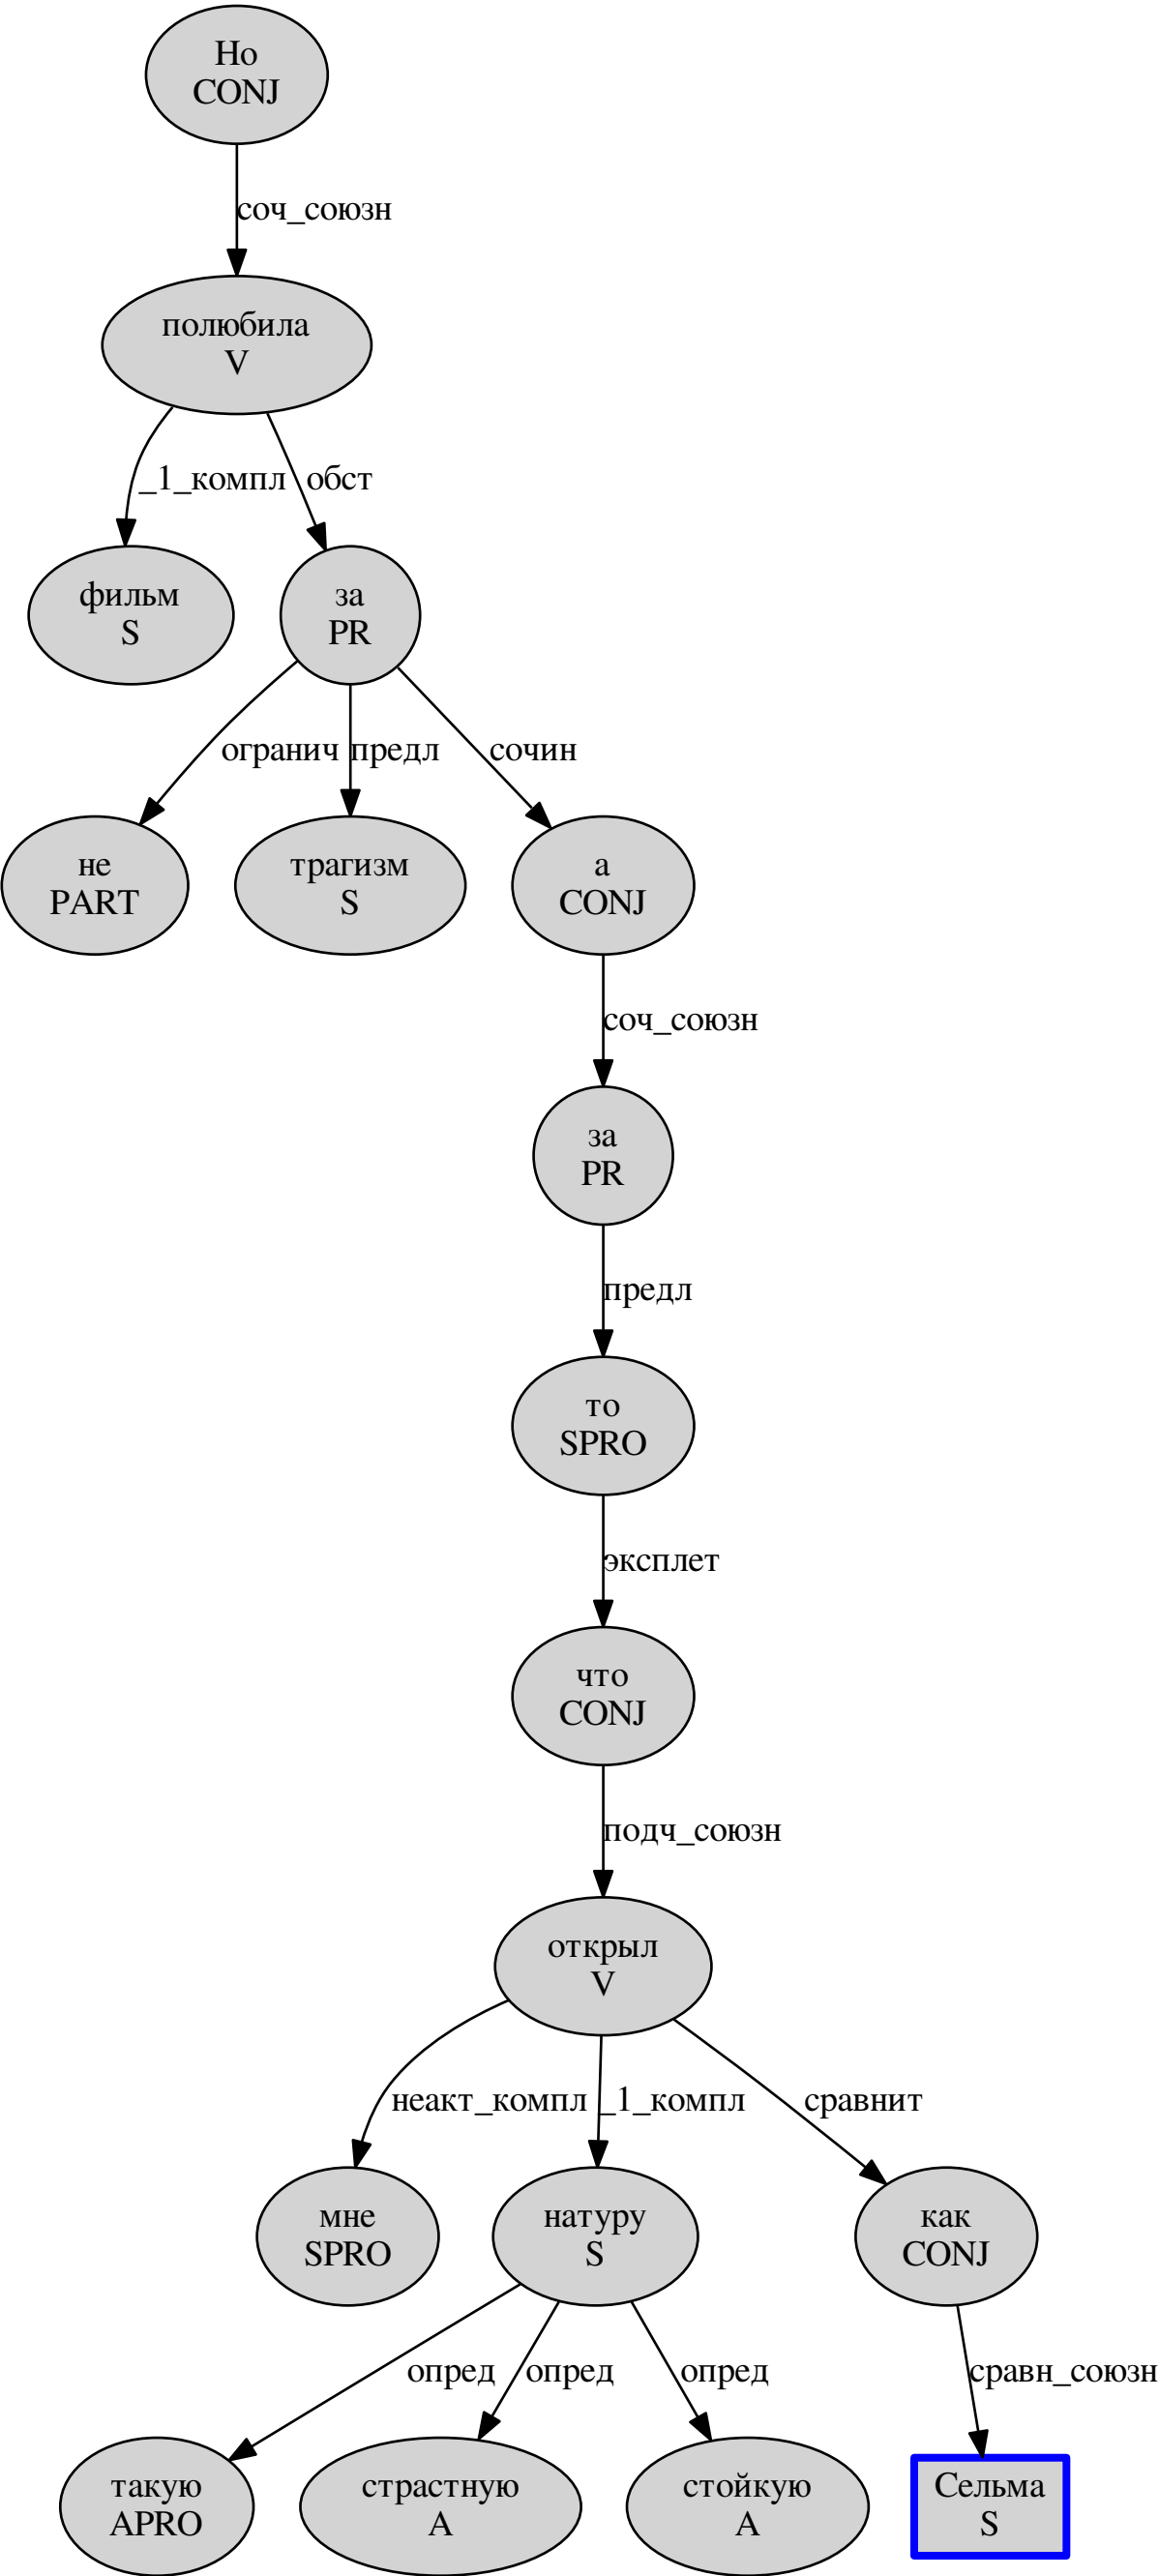 Но
CONJ
соч_союзн
полюбила
V
_1_компл
обст
фильм
S
за
PR
огранич
предл
сочин
не
PART
трагизм
S
а
CONJ
соч_союзн
за
PR
предл
то
SPRO
эксплет
что
CONJ
подч_союзн
открыл
V
неакт_компл
_1_компл
сравнит
мне
SPRO
натуру
S
как
CONJ
опред
опред
опред
сравн_союзн
такую
APRO
страстную
A
стойкую
A
Сельма
S